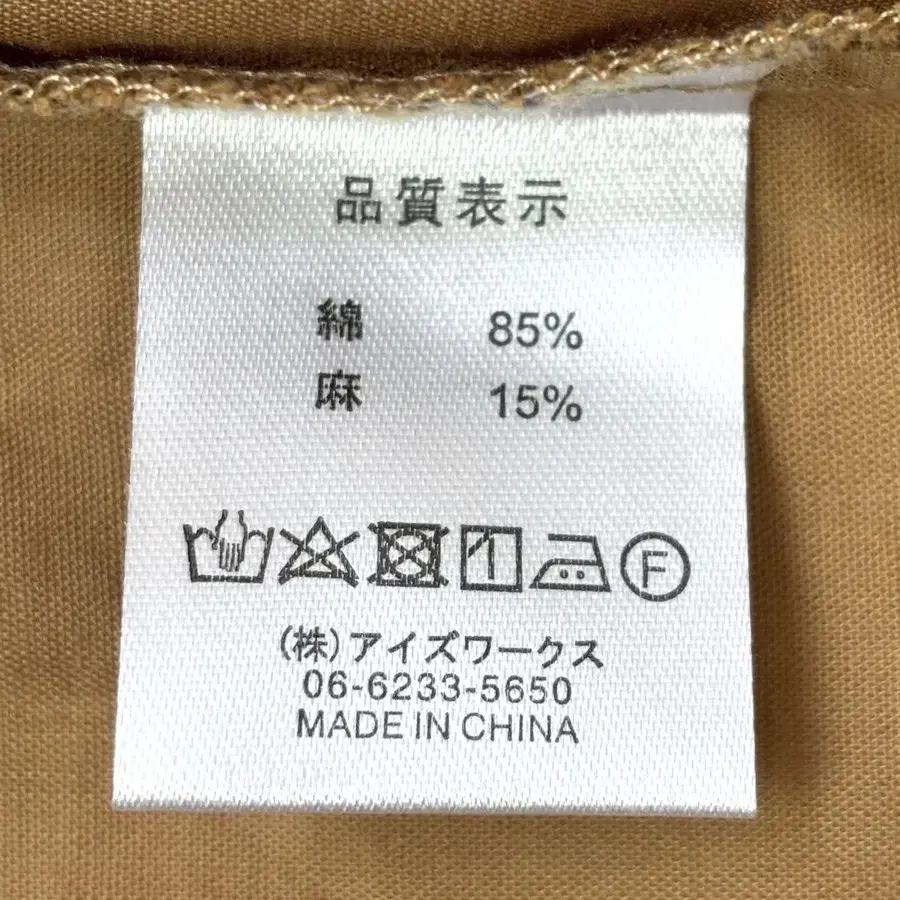 品質表示
綿 85%
麻 15%
F
(株)アイズワークス
06-6233-5650
MADE IN CHINA